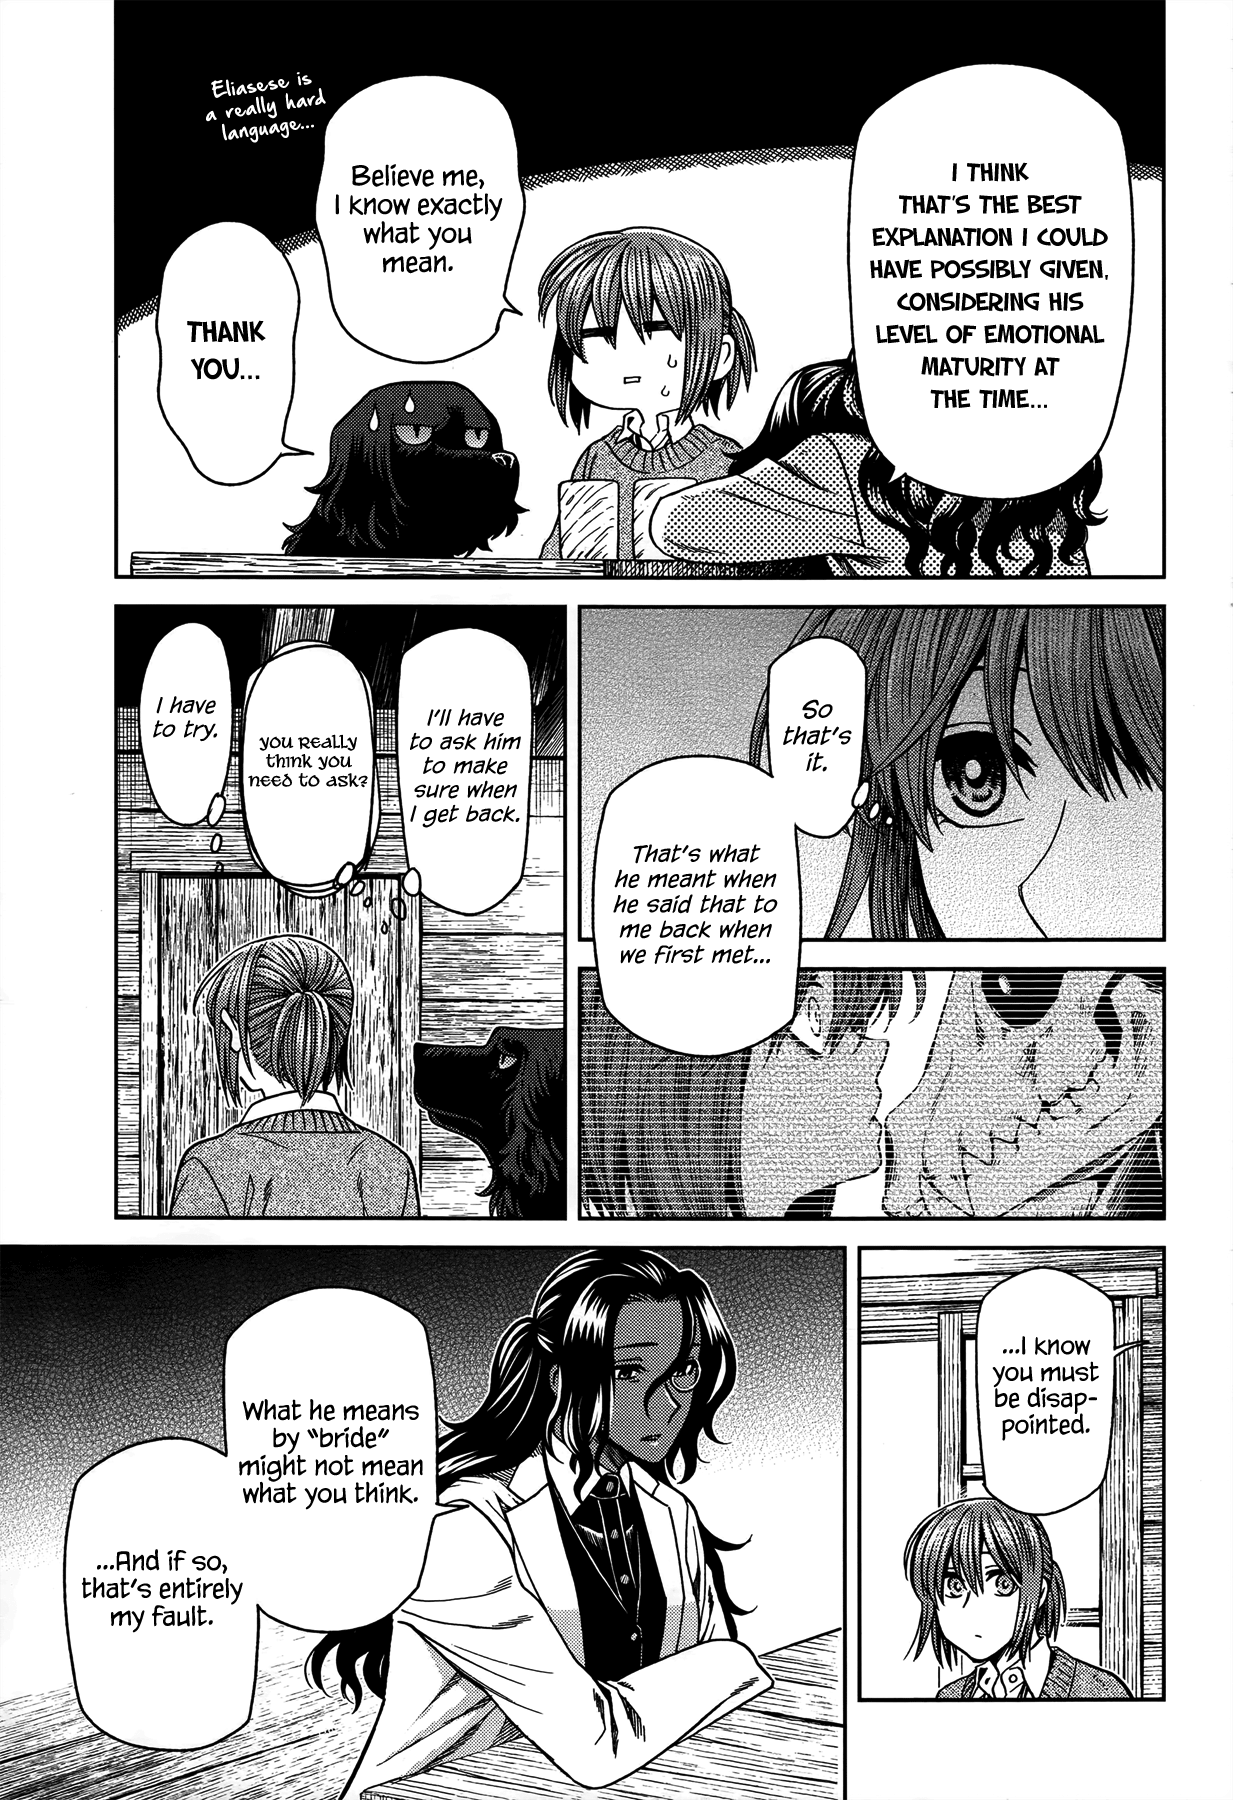 I THINK
THAT'S THE BEST
EXPLANATION I COULD
HAVE POSSIBLY GIVEN,
CONSIDERING HIS
LEVEL OF EMOTIONAL
MATURITY AT
THE TIME...
Believe me,
I know exactly
what you
mean.
Eliasese is
a really hard
language...
THANK
YOU...
So
that's
it.
That's what
he meant when
he said that to
me back when
we first met...
I'll have
to ask him
to make
sure when
I get back.
you really
think you
need to ask?
I have
to try.
...I know
you must
be disap-
pointed.
What he means
by "bride"
might not mean
what you think.
...And if so,
that's entirely
my fault.